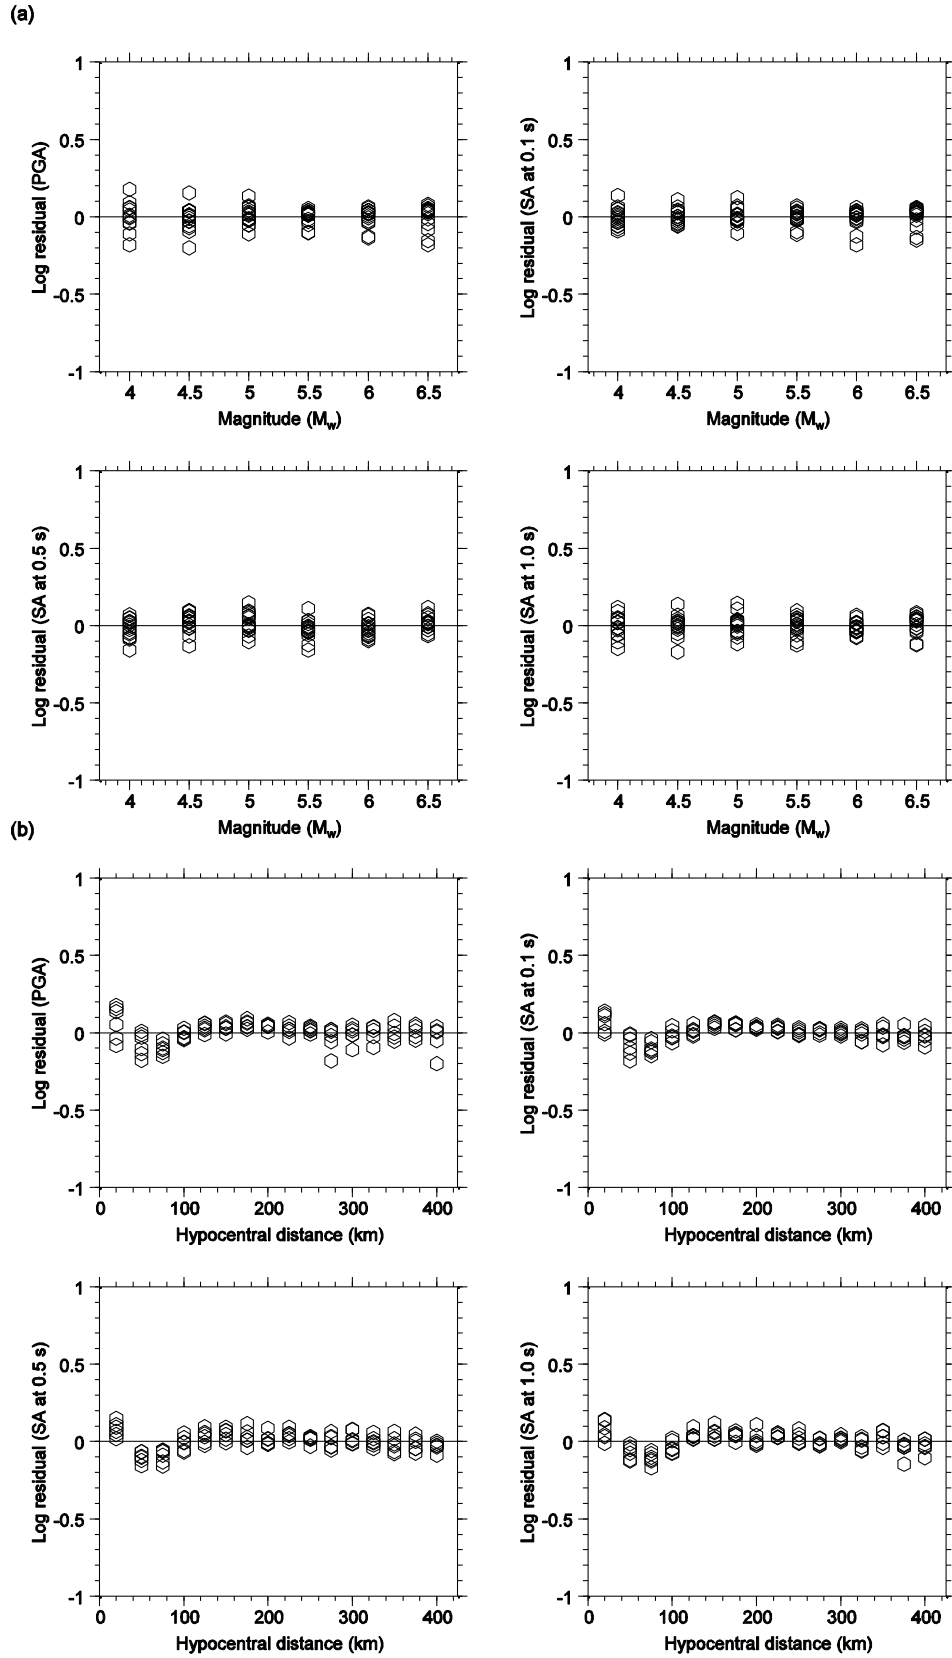 (a)
1
0.5
0
-0.5
-1
Log residual (PGA)
4 4.5 5 5.5 6 6.5
Magnitude (Mw)
1
0.5
0
-0.5
-1
Log residual (SA at 0.1 s)
4 4.5 5 5.5 6 6.5
Magnitude (Mw)
1
0.5
0
-0.5
-1
Log residual (SA at 0.5 s)
4 4.5 5 5.5 6 6.5
Magnitude (Mw)
1
0.5
0
-0.5
-1
Log residual (SA at 1.0 s)
4 4.5 5 5.5 6 6.5
Magnitude (Mw)
(b)
1
0.5
0
-0.5
-1
Log residual (PGA)
0 100 200 300 400
Hypocentral distance (km)
1
0.5
0
-0.5
-1
Log residual (SA at 0.1 s)
0 100 200 300 400
Hypocentral distance (km)
1
0.5
0
-0.5
-1
Log residual (SA at 0.5 s)
0 100 200 300 400
Hypocentral distance (km)
1
0.5
0
-0.5
-1
Log residual (SA at 1.0 s)
0 100 200 300 400
Hypocentral distance (km)